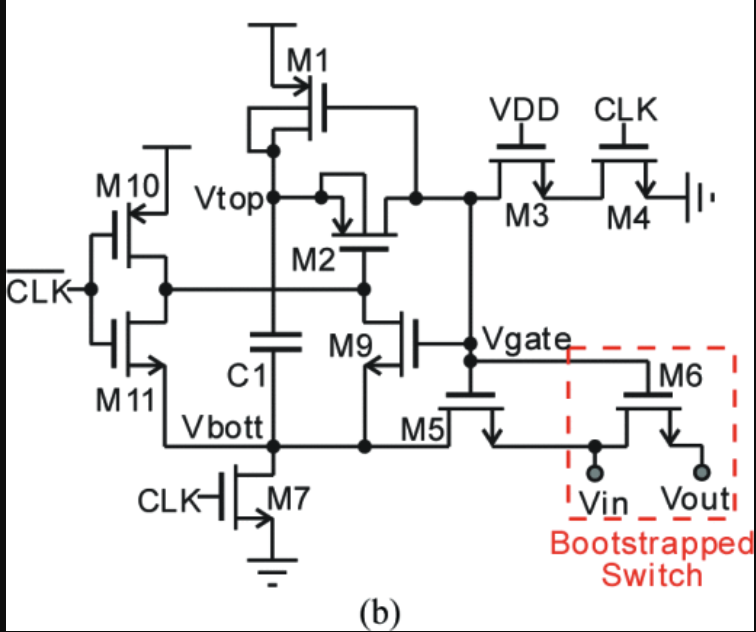 M1
VDD CLK
M10
Vtop
M3
M4
M2
CLK
M9
Vgate
C1
M6
M11
Vbott
M5
CLK
M7
Vin Vout
Bootstrapped
Switch
(b)